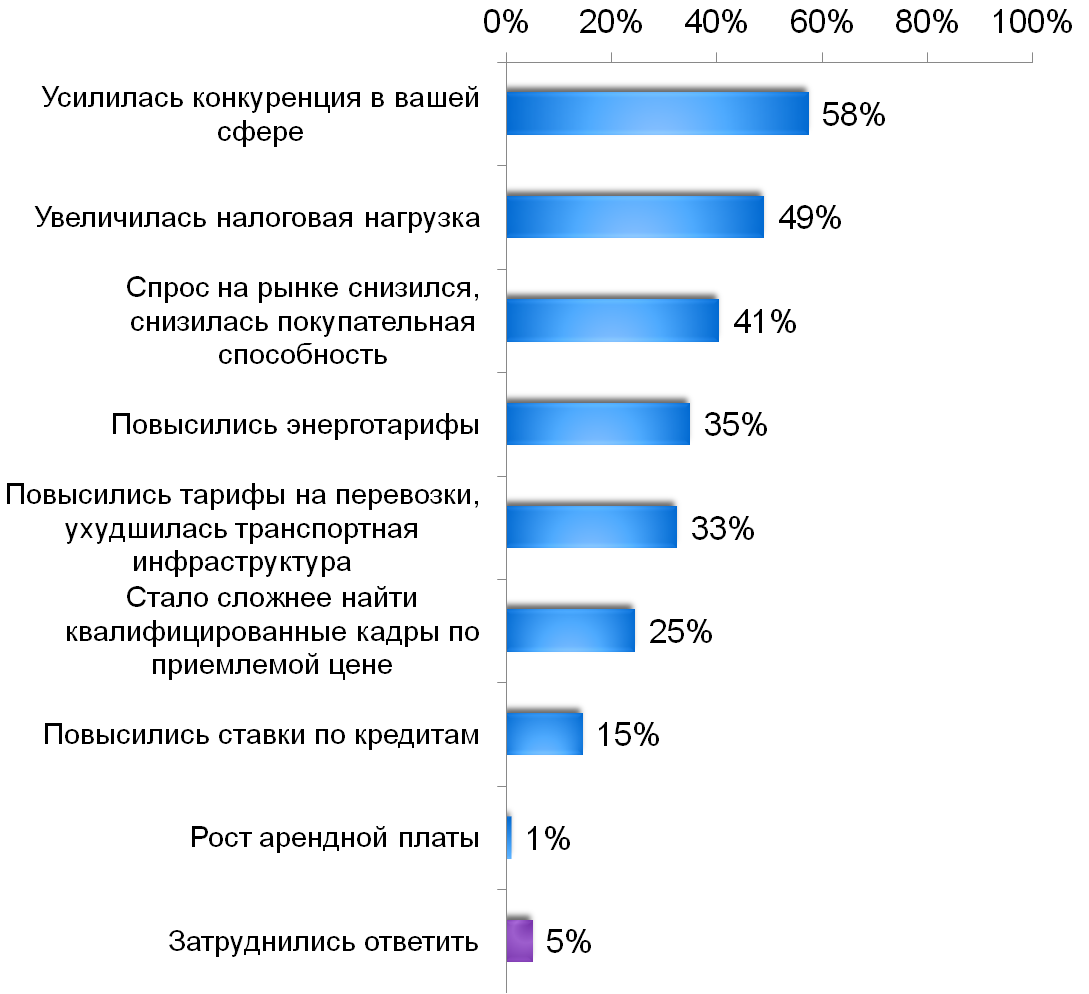 0% 20% 40% 60% 80% 100%
Усилилась конкуренция в вашей
сфере
58%
Увеличилась налоговая нагрузка
49%
Спрос на рынке снизился,
снизилась покупательная
способность
41%
Повысились энерготарифы
35%
Повысились тарифы на перевозки,
ухудшилась транспортная
инфраструктура
33%
Стало сложнее найти
квалифицированные кадры по
приемлемой цене
25%
Повысились ставки по кредитам
15%
Рост арендной платы
1%
Затруднились ответить
5%